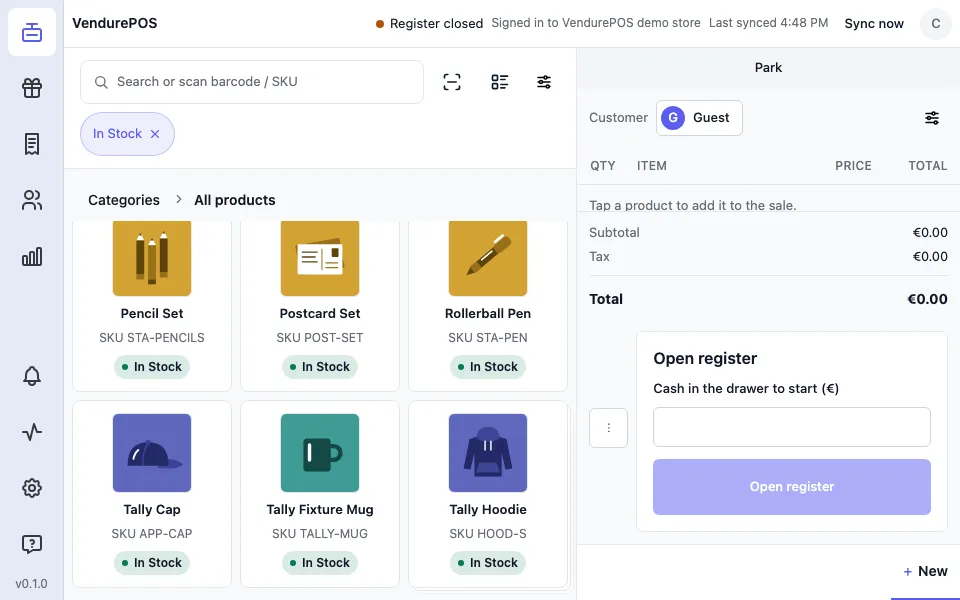 VendurePOS
Register closed
Signed in to VendurePOS demo store
Last synced 4:48 PM
Sync now
C
Search or scan barcode / SKU
In Stock
Categories
All products
Pencil Set
SKU STA-PENCILS
In Stock
Postcard Set
SKU POST-SET
In Stock
Rollerball Pen
SKU STA-PEN
In Stock
Tally Cap
SKU APP-CAP
In Stock
Tally Fixture Mug
SKU TALLY-MUG
In Stock
Tally Hoodie
SKU HOOD-S
In Stock
v0.1.0
Park
Customer
G Guest
QTY ITEM PRICE TOTAL
Tap a product to add it to the sale.
Subtotal €0.00
Tax €0.00
Total €0.00
Open register
Cash in the drawer to start (€)
Open register
+ New